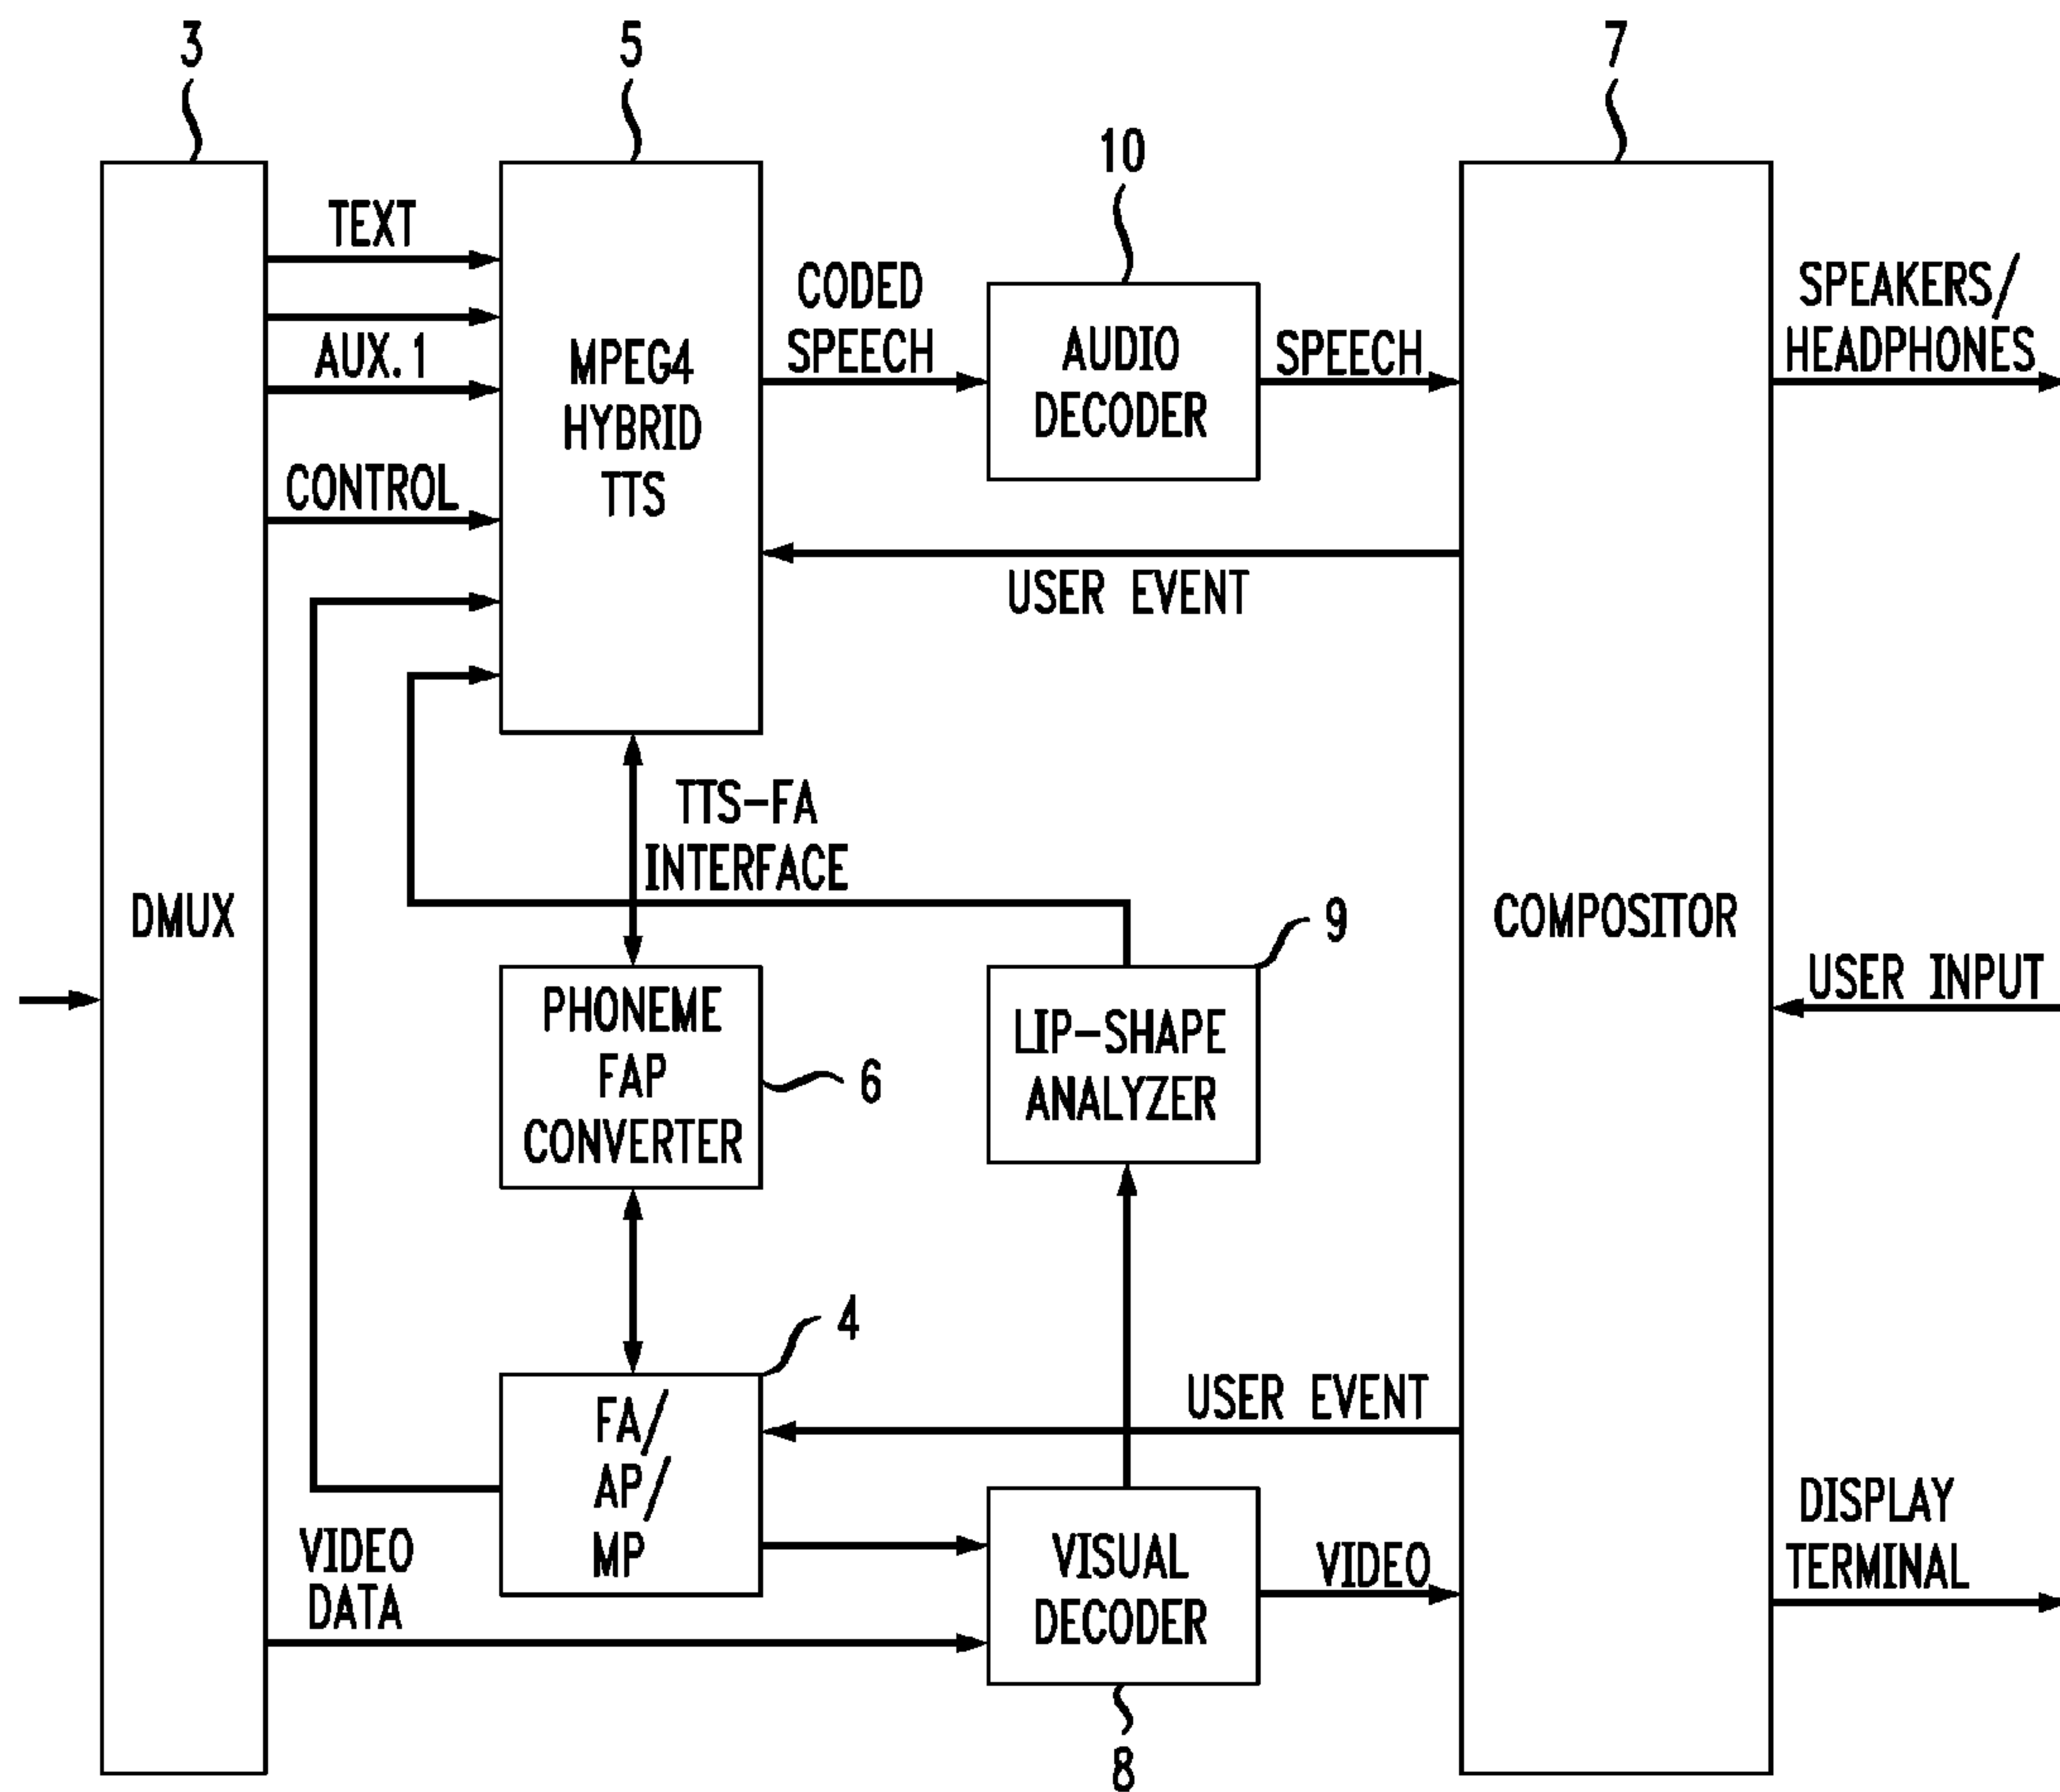 3
5
7
10
TEXT
AUX.1
CONTROL
MPEG4
HYBRID
TTS
CODED
SPEECH
AUDIO
DECODER
SPEECH
SPEAKERS/
HEADPHONES
USER EVENT
TTS-FA
INTERFACE
DMUX
COMPOSITOR
9
USER INPUT
PHONEME
FAP
CONVERTER
6
LIP-SHAPE
ANALYZER
4
FA/
AP/
MP
USER EVENT
VIDEO
DATA
VISUAL
DECODER
VIDEO
DISPLAY
TERMINAL
8